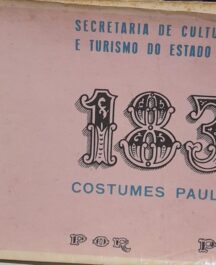 SECRETARIA DE CULTU
E TURISMO DO ESTADO
183
COSTUMES PAUL
POR P